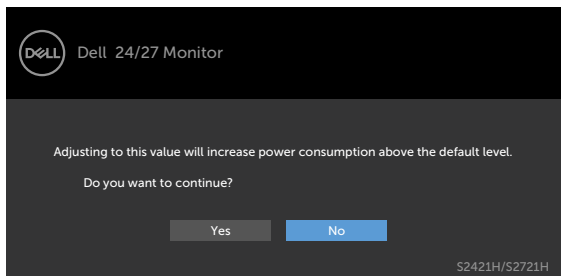 DELL
Dell 24/27 Monitor
Adjusting to this value will increase power consumption above the default level.
Do you want to continue?
Yes No
S2421H/S2721H